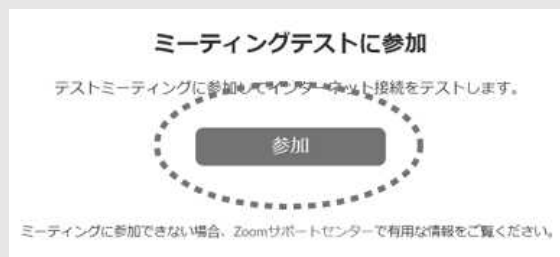 ミーティングテストに参加
テストミーティングに参加してインターネット接続をテストします。
参加
ミーティングに参加できない場合、Zoomサポートセンターで有用な情報をご覧ください。